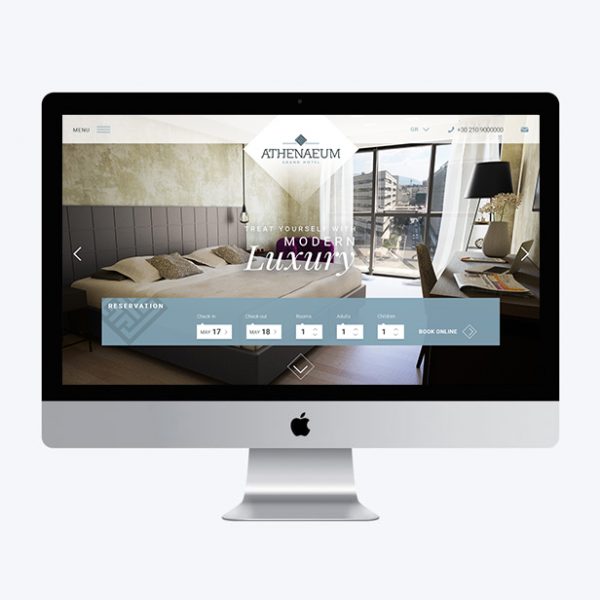 MENU
GR
+30 210 9000000
ATHENAEUM
GRAND HOTEL
TREAT YOURSELF WITH
MODERN
Luxury
RESERVATION
Check in
Check out
Rooms
Adults
Children
MAY 17
MAY 18
1
1
1
BOOK ONLINE